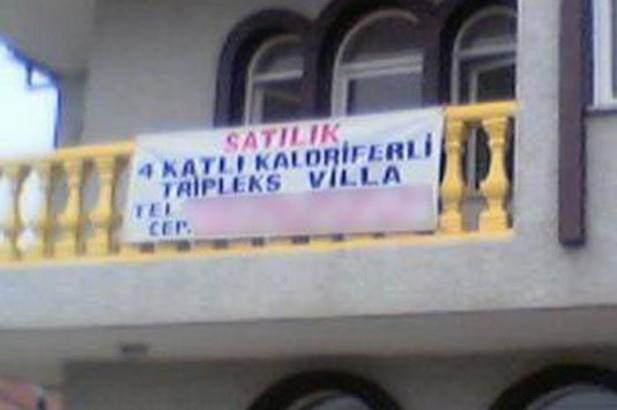 SATILIK
4 KATLI KALORİFERLİ
TRİPLEKS VİLLA
TEL
CEP.